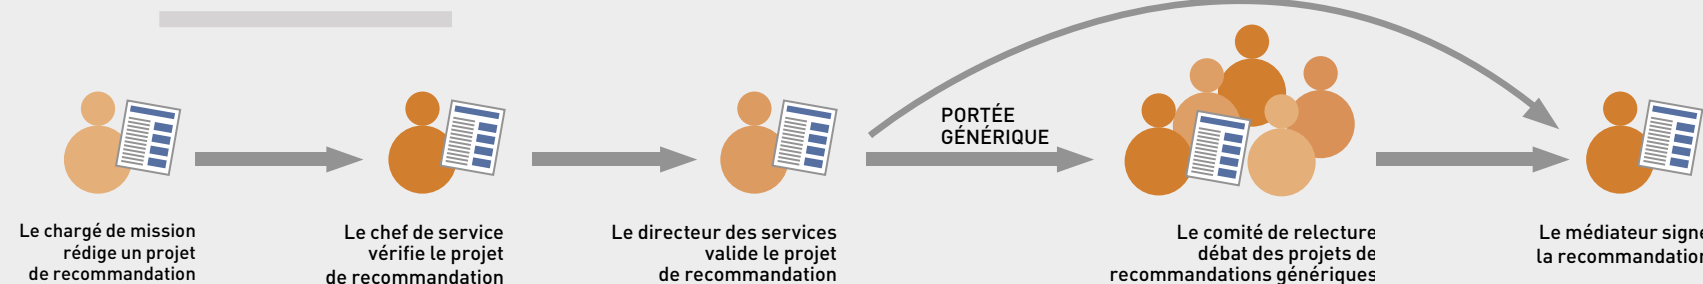 PORTÉE
GÉNÉRIQUE
Le chargé de mission
rédige un projet
de recommandation
Le chef de service
vérifie le projet
de recommandation
Le directeur des services
valide le projet
de recommandation
Le comité de relecture
débat des projets de
recommandations génériques
Le médiateur signe
la recommandation